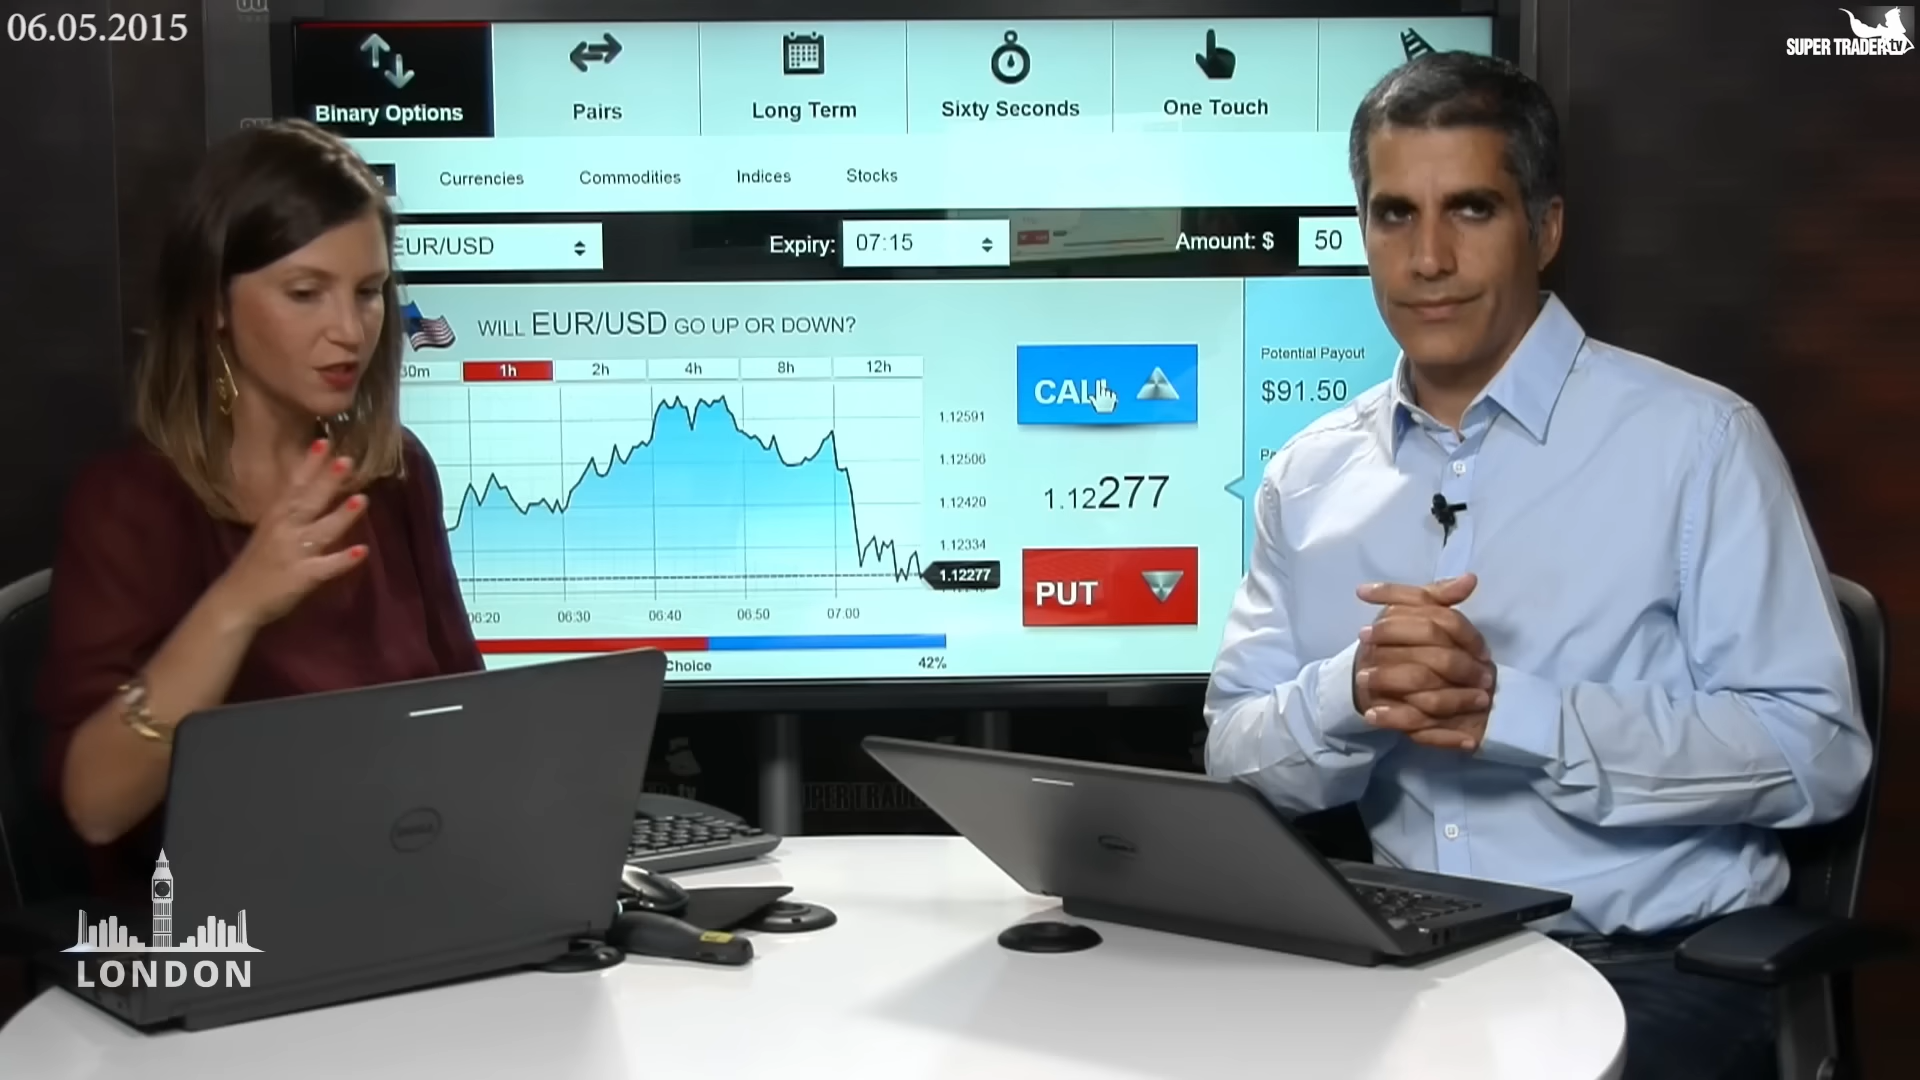 06.05.2015
SUPER TRADER tv
Binary Options
Pairs
Long Term
Sixty Seconds
One Touch
Currencies
Commodities
Indices
Stocks
EUR/USD
Expiry:
07:15
Amount: $
50
WILL EUR/USD GO UP OR DOWN?
30m
1h
2h
4h
8h
12h
CALL
Potential Payout
$91.50
1.12591
1.12506
1.12420
1.12334
1.12277
1.12277
PUT
06:20
06:30
06:40
06:50
07:00
Choice
42%
LONDON